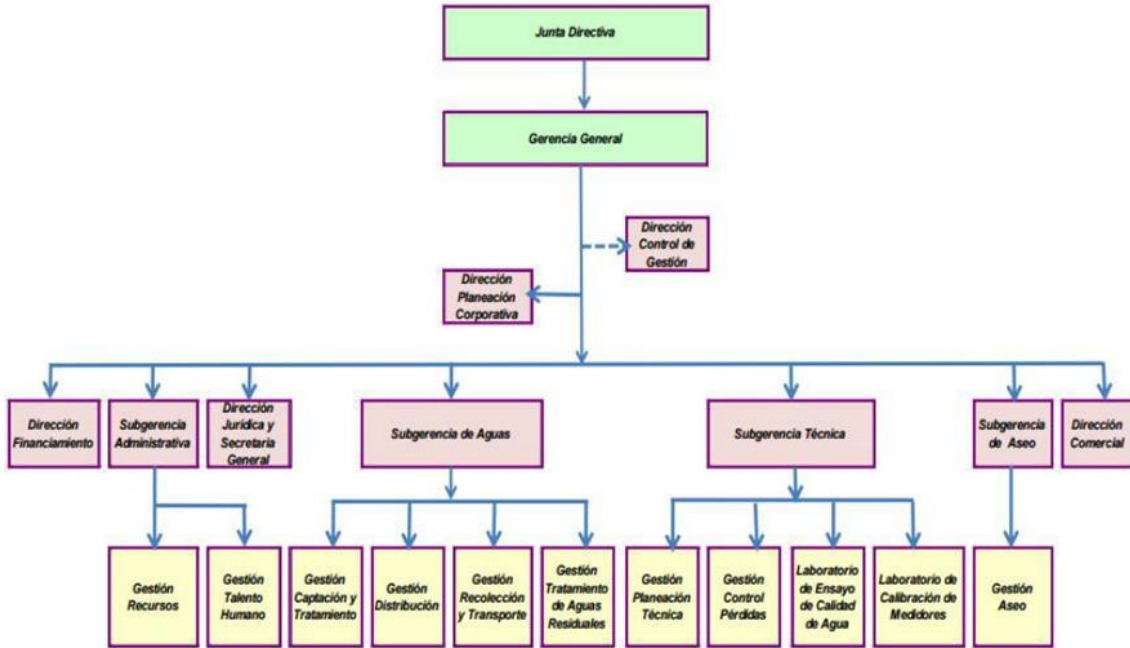 Junta Directiva
Gerencia General
Dirección
Control de
Gestión
Dirección
Planeación
Corporativa
Dirección
Financiamiento
Subgerencia
Administrativa
Dirección
Jurídica y
Secretaria
General
Subgerencia de Aguas
Subgerencia Técnica
Subgerencia
de Aseo
Dirección
Comercial
Gestión
Recursos
Gestión
Talento
Humano
Gestión
Captación y
Tratamiento
Gestión
Distribución
Gestión
Recolección
y Transporte
Gestión
Tratamiento
de Aguas
Residuales
Gestión
Planeación
Técnica
Gestión
Control
Pérdidas
Laboratorio
de Ensayo
de Calidad
de Agua
Laboratorio de
Calibración de
Medidores
Gestión
Aseo